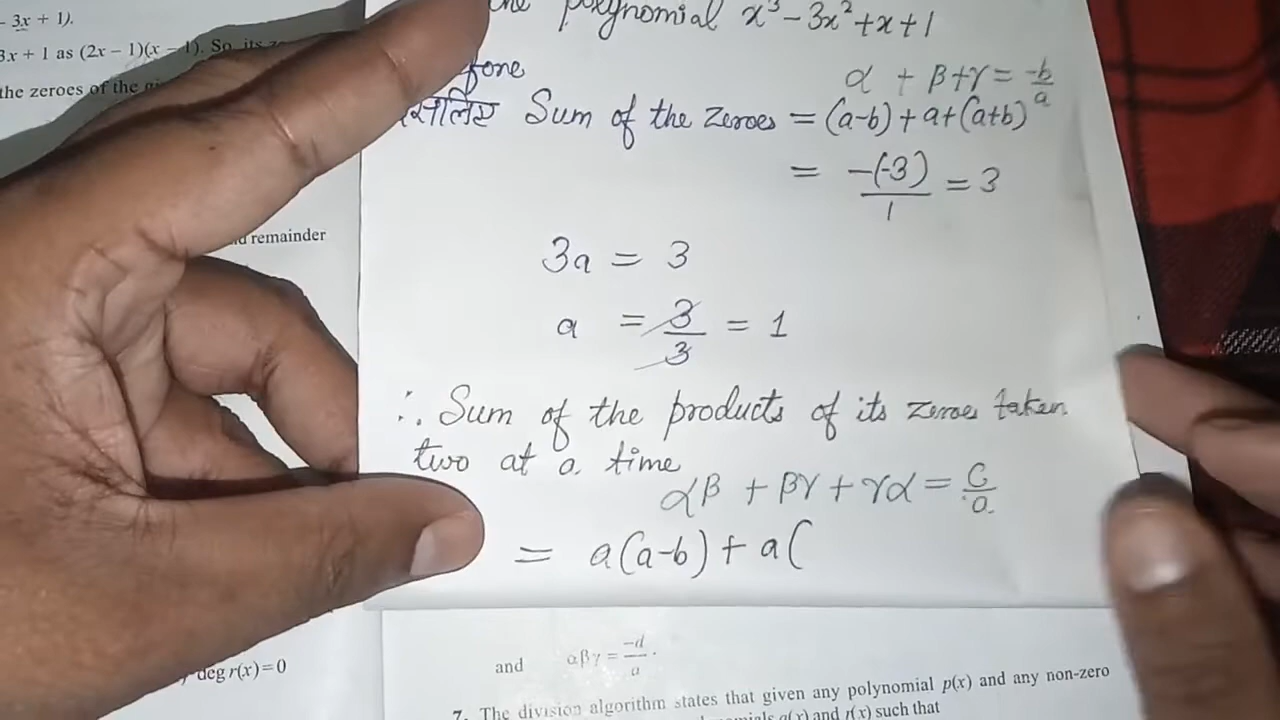 - 3x + 1).
3x + 1 as (2x – 1)(x – 1). So, its
the zeroes of the
remainder
deg r(x) = 0
the polynomial x³ - 3x² + x + 1
α + β + γ = -b/a
Sum of the zeroes = (a-b) + a + (a+b)
= -(-3)/1 = 3
3a = 3
a = 3/3 = 1
∴ Sum of the products of its zeroes taken
two at a time
αβ + βγ + γα = C/a
= a(a-b) + a(
and αβγ = -d/a .
7. The division algorithm states that given any polynomial p(x) and any non-zero
q(x) and r(x) such that